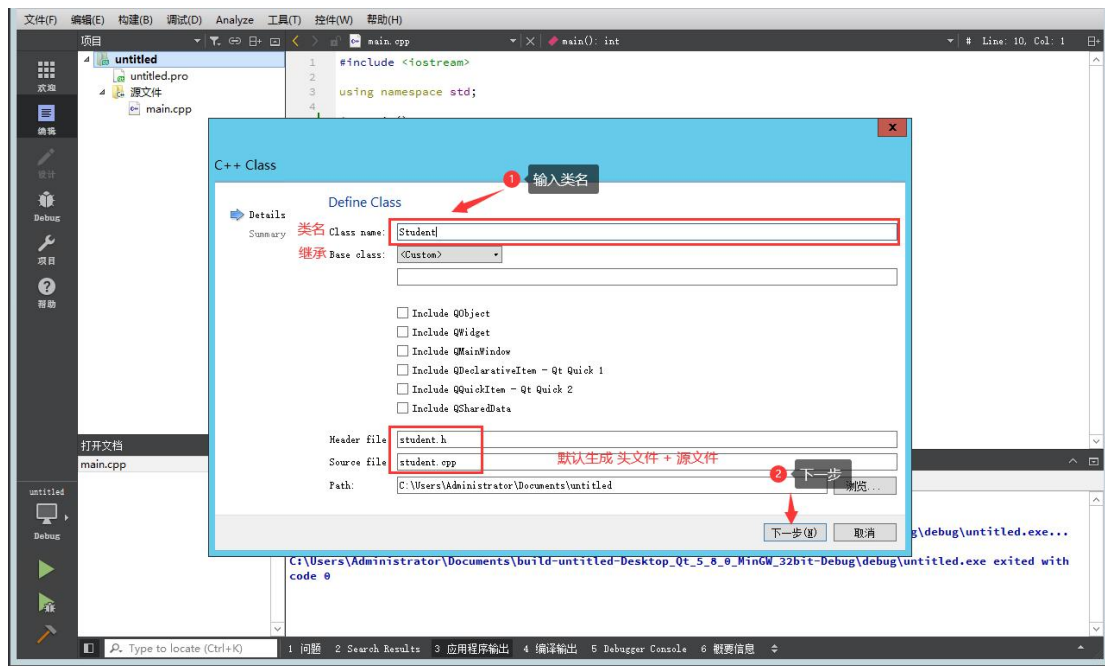 文件(F) 编辑(E) 构建(B) 调试(D) Analyze 工具(T) 控件(W) 帮助(H)
项目 main.cpp main(): int # Line: 10, Col: 1
欢迎
编辑
设计
Debug
项目
帮助
untitled
untitled.pro
源文件
main.cpp
1 #include <iostream>
2
3 using namespace std;
4
C++ Class
1 输入类名
Define Class
Details
Summary
类名 Class name: Student
继承 Base class: <Custom>
Include QObject
Include QWidget
Include QMainWindow
Include QDeclarativeItem - Qt Quick 1
Include QQuickItem - Qt Quick 2
Include QSharedData
Header file student.h
Source file student.cpp 默认生成 头文件 + 源文件
2 下一步
Path: C:\Users\Administrator\Documents\untitled 浏览...
下一步(N) 取消
打开文档
main.cpp
untitled
Debug
g\debug\untitled.exe...
C:\Users\Administrator\Documents\build-untitled-Desktop_Qt_5_8_0_MinGW_32bit-Debug\debug\untitled.exe exited with
code 0
Type to locate (Ctrl+K) 1 问题 2 Search Results 3 应用程序输出 4 编译输出 5 Debugger Console 6 概要信息